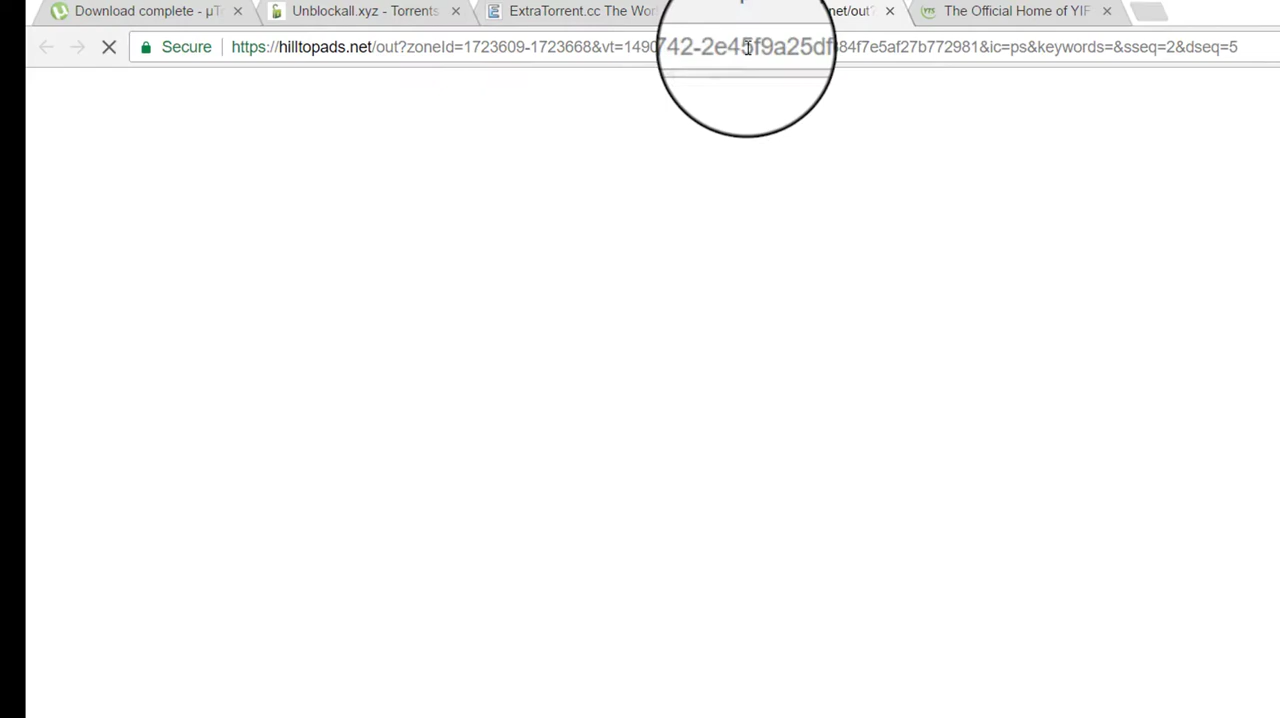 Download complete - µT Unblockall.xyz - Torrents ExtraTorrent.cc The Wor net/out? The Official Home of YIF
Secure https://hilltopads.net/out?zoneId=1723609-1723668&vt=1490 742-2e45f9a25df 84f7e5af27b772981&ic=ps&keywords=&sseq=2&dseq=5